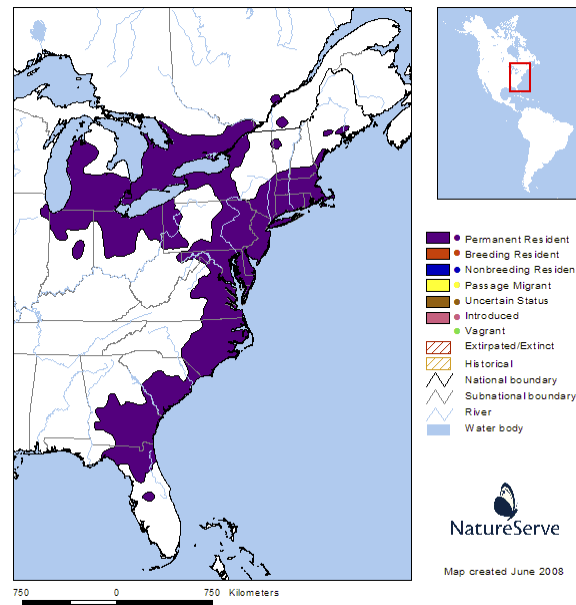 Permanent Resident
Breeding Resident
Nonbreeding Residen
Passage Migrant
Uncertain Status
Introduced
Vagrant
Extirpated/Extinct
Historical
National boundary
Subnational boundary
River
Water body
NatureServe
Map created June 2008
750 0 750 Kilometers